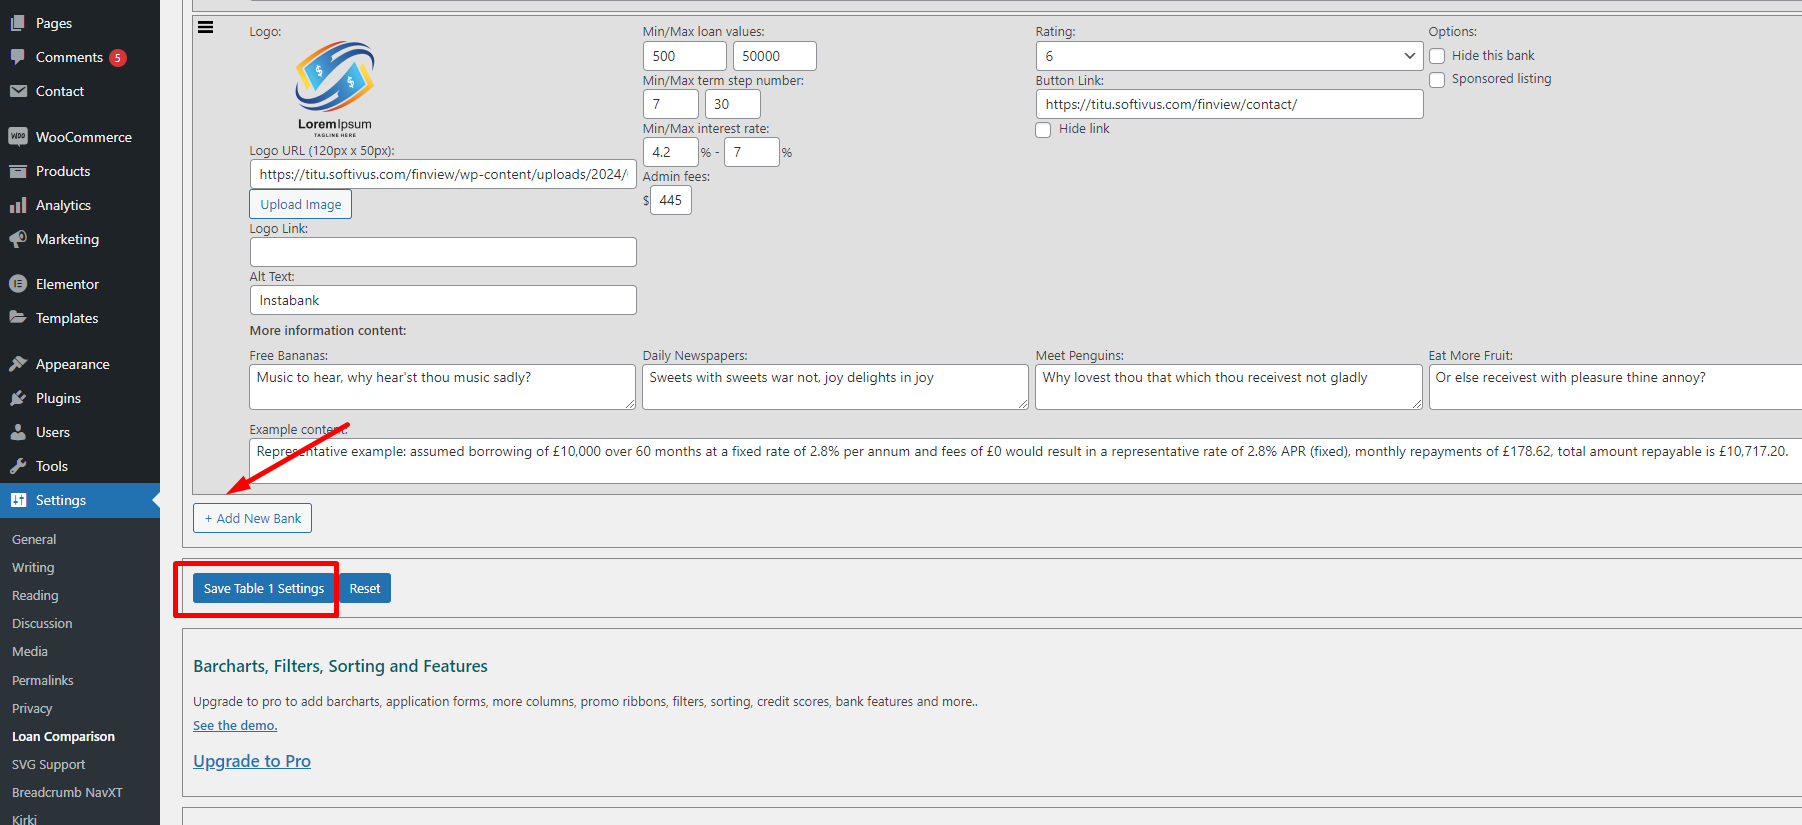 Pages
Comments 5
Contact
WooCommerce
Products
Analytics
Marketing
Elementor
Templates
Appearance
Plugins
Users
Tools
Settings
General
Writing
Reading
Discussion
Media
Permalinks
Privacy
Loan Comparison
SVG Support
Breadcrumb NavXT
Kirki
Logo:
$ $
LoremIpsum
TAGLINE HERE
Logo URL (120px x 50px):
https://titu.softivus.com/finview/wp-content/uploads/2024/
Upload Image
Logo Link:
Alt Text:
Instabank
Min/Max loan values:
500 50000
Min/Max term step number:
7 30
Min/Max interest rate:
4.2 % - 7 %
Admin fees:
$ 445
Rating:
6
Button Link:
https://titu.softivus.com/finview/contact/
Hide link
Options:
Hide this bank
Sponsored listing
More information content:
Free Bananas:
Music to hear, why hear'st thou music sadly?
Daily Newspapers:
Sweets with sweets war not, joy delights in joy
Meet Penguins:
Why lovest thou that which thou receivest not gladly
Eat More Fruit:
Or else receivest with pleasure thine annoy?
Example content:
Representative example: assumed borrowing of £10,000 over 60 months at a fixed rate of 2.8% per annum and fees of £0 would result in a representative rate of 2.8% APR (fixed), monthly repayments of £178.62, total amount repayable is £10,717.20.
+ Add New Bank
Save Table 1 Settings
Reset
Barcharts, Filters, Sorting and Features
Upgrade to pro to add barcharts, application forms, more columns, promo ribbons, filters, sorting, credit scores, bank features and more..
See the demo.
Upgrade to Pro